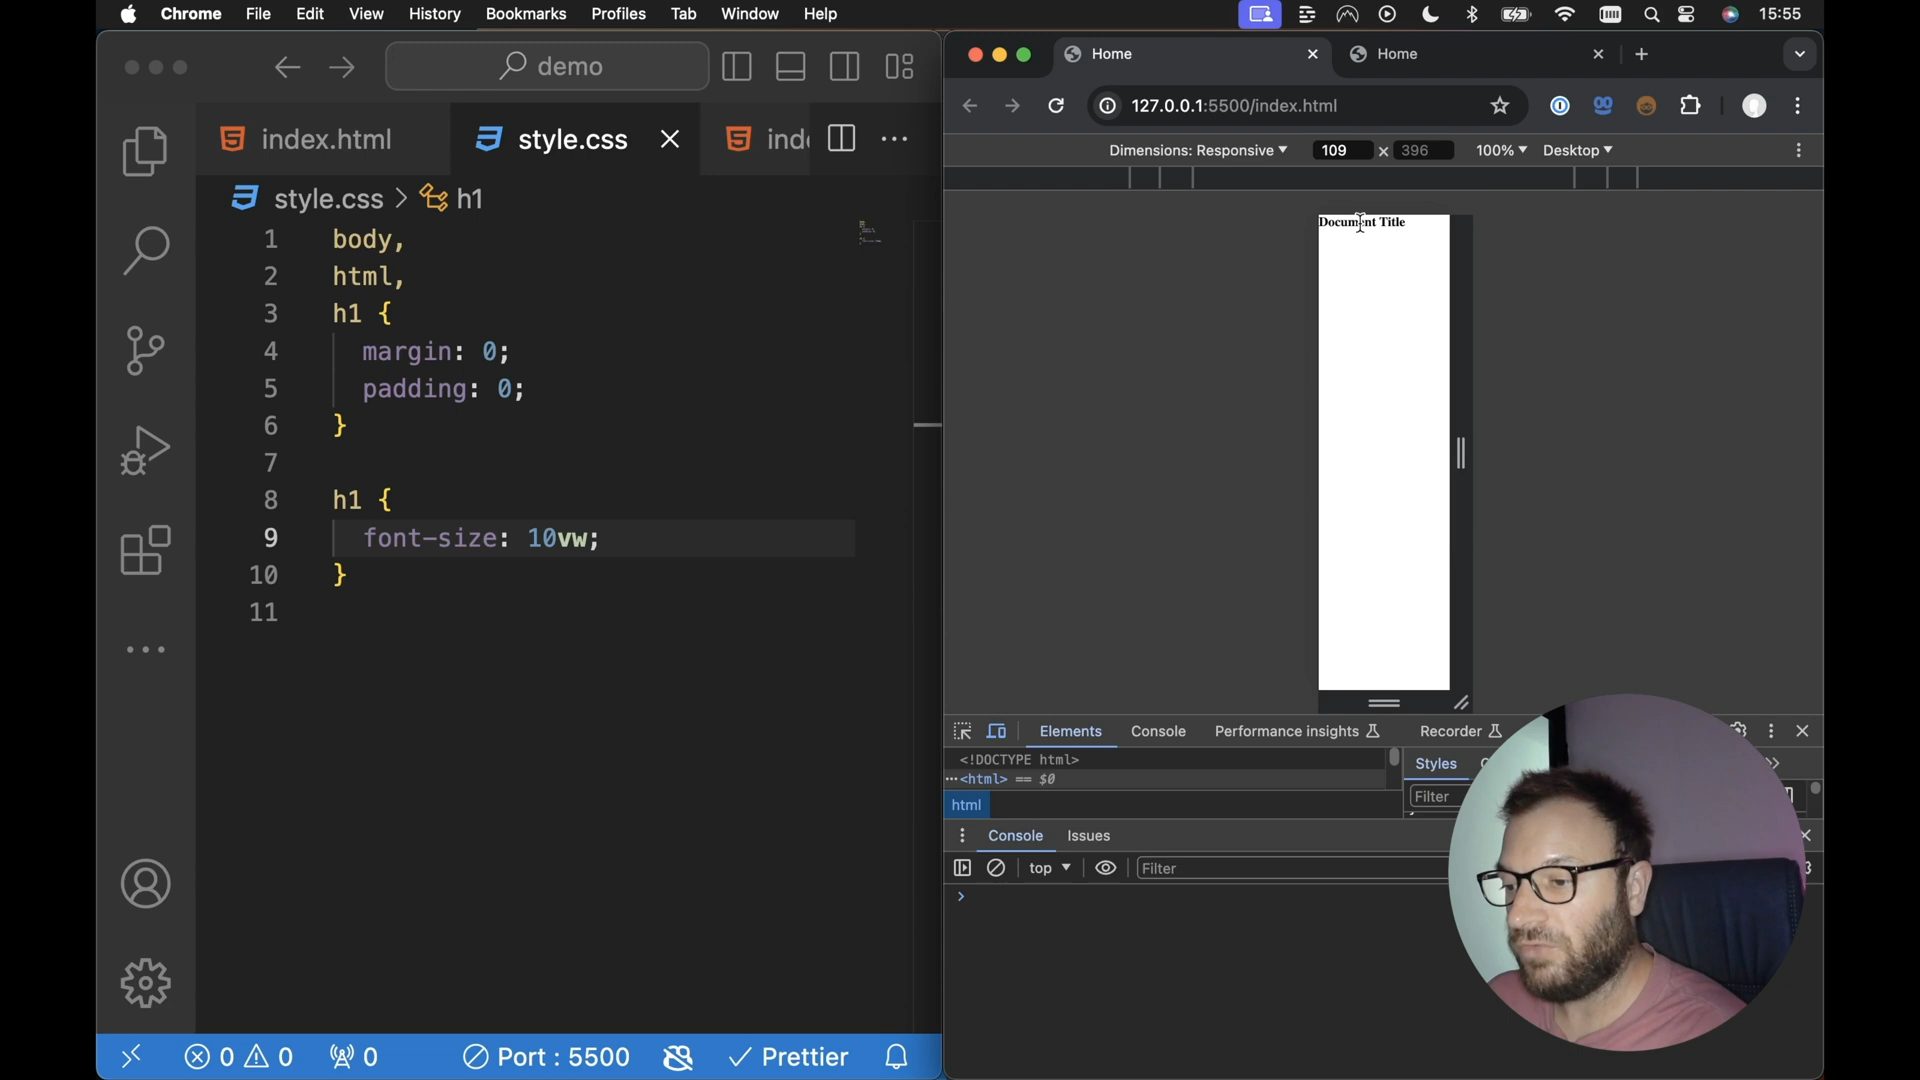 Chrome File Edit View History Bookmarks Profiles Tab Window Help 15:55
demo
Home Home
127.0.0.1:5500/index.html
index.html style.css
Dimensions: Responsive 109 × 396 100% Desktop
style.css > h1
1 body,
2 html,
3 h1 {
4 margin: 0;
5 padding: 0;
6 }
7
8 h1 {
9 font-size: 10vw;
10 }
11
Document Title
Elements Console Performance insights Recorder
<!DOCTYPE html>
<html> == $0
html
Styles
Filter
Console Issues
top Filter
0 0 0 Port : 5500 Prettier